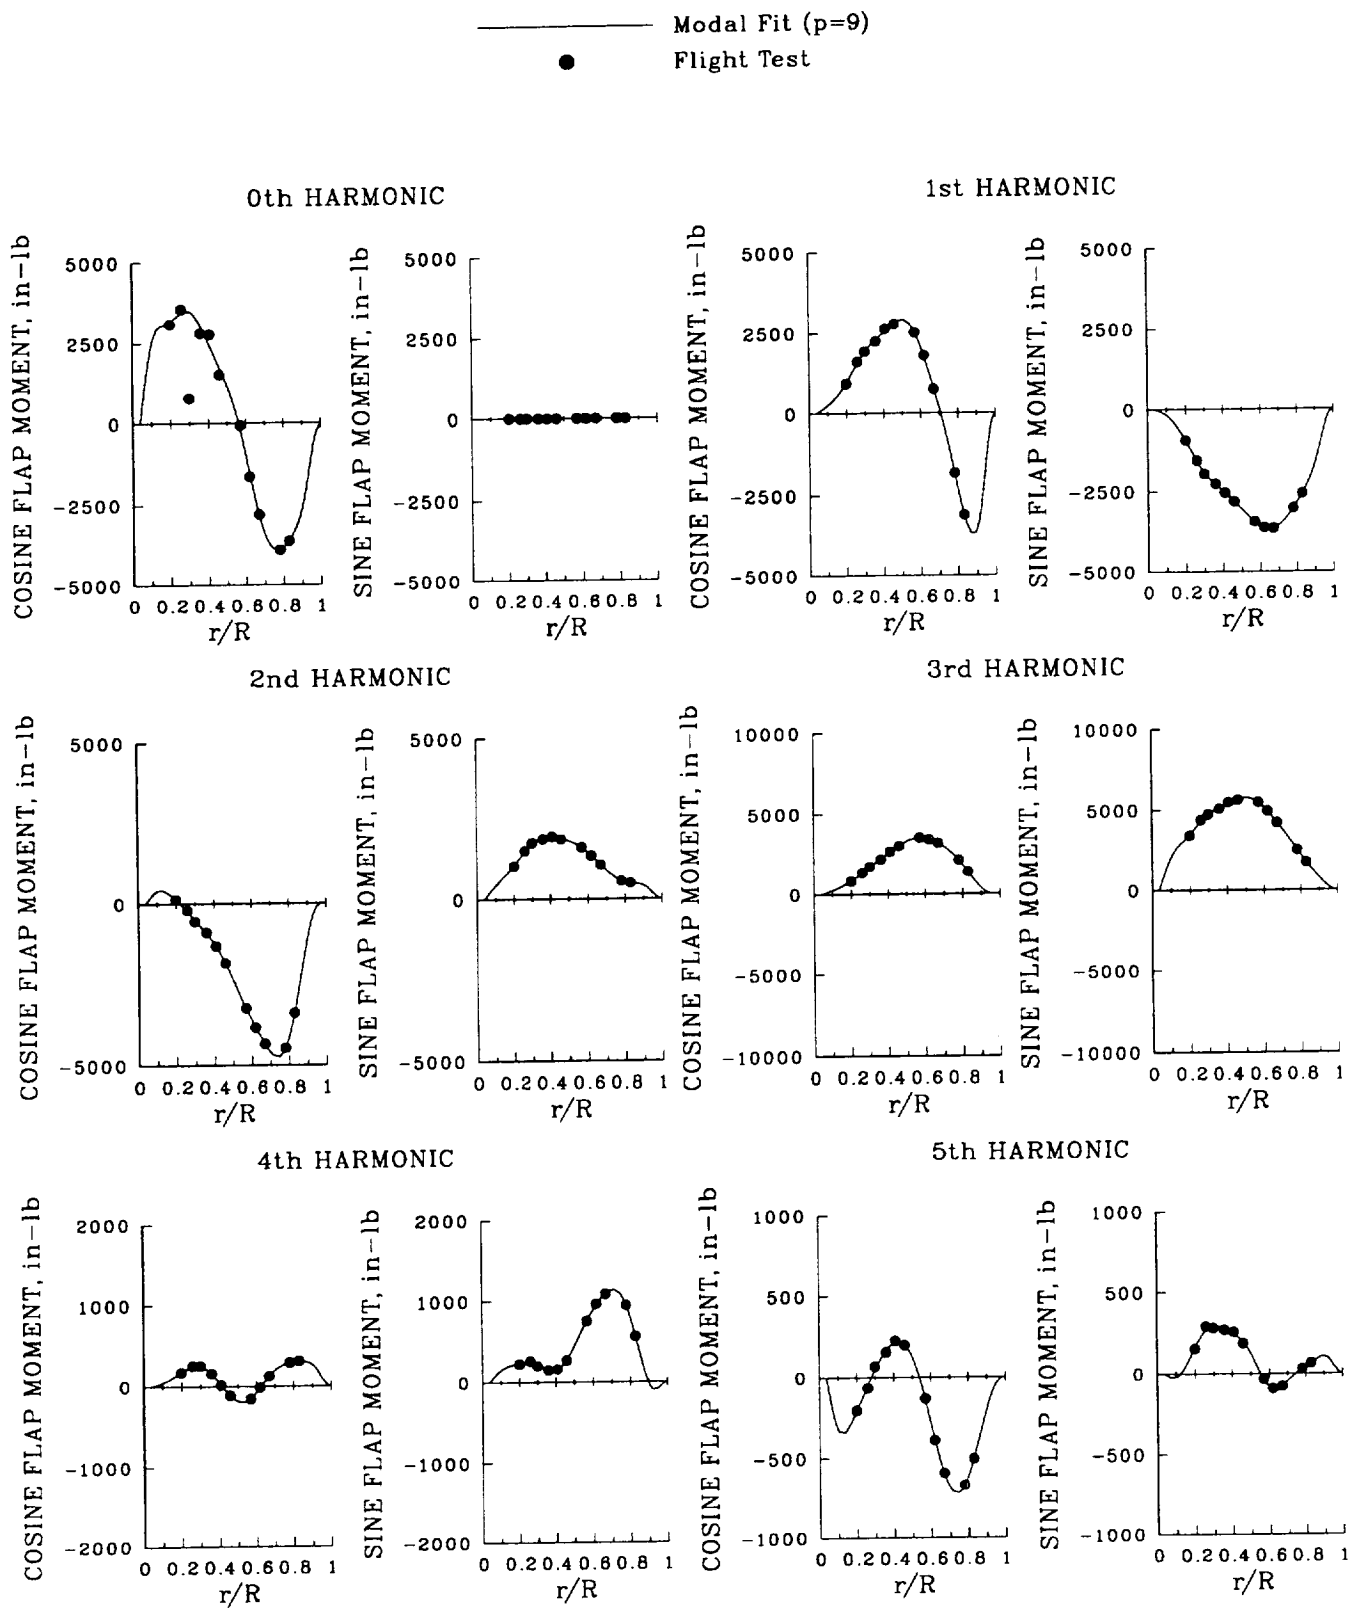 Modal Fit (p=9)
Flight Test
0th HARMONIC
COSINE FLAP MOMENT, in-lb
5000
2500
0
-2500
-5000
0 0.2 0.4 0.6 0.8 1
r/R
SINE FLAP MOMENT, in-lb
5000
2500
0
-2500
-5000
0 0.2 0.4 0.6 0.8 1
r/R
1st HARMONIC
COSINE FLAP MOMENT, in-lb
5000
2500
0
-2500
-5000
0 0.2 0.4 0.6 0.8 1
r/R
SINE FLAP MOMENT, in-lb
5000
2500
0
-2500
-5000
0 0.2 0.4 0.6 0.8 1
r/R
2nd HARMONIC
COSINE FLAP MOMENT, in-lb
5000
0
-5000
0 0.2 0.4 0.6 0.8 1
r/R
SINE FLAP MOMENT, in-lb
5000
0
-5000
0 0.2 0.4 0.6 0.8 1
r/R
3rd HARMONIC
COSINE FLAP MOMENT, in-lb
10000
5000
0
-5000
-10000
0 0.2 0.4 0.6 0.8 1
r/R
SINE FLAP MOMENT, in-lb
10000
5000
0
-5000
-10000
0 0.2 0.4 0.6 0.8 1
r/R
4th HARMONIC
COSINE FLAP MOMENT, in-lb
2000
1000
0
-1000
-2000
0 0.2 0.4 0.6 0.8 1
r/R
SINE FLAP MOMENT, in-lb
2000
1000
0
-1000
-2000
0 0.2 0.4 0.6 0.8 1
r/R
5th HARMONIC
COSINE FLAP MOMENT, in-lb
1000
500
0
-500
-1000
0 0.2 0.4 0.6 0.8 1
r/R
SINE FLAP MOMENT, in-lb
1000
500
0
-500
-1000
0 0.2 0.4 0.6 0.8 1
r/R